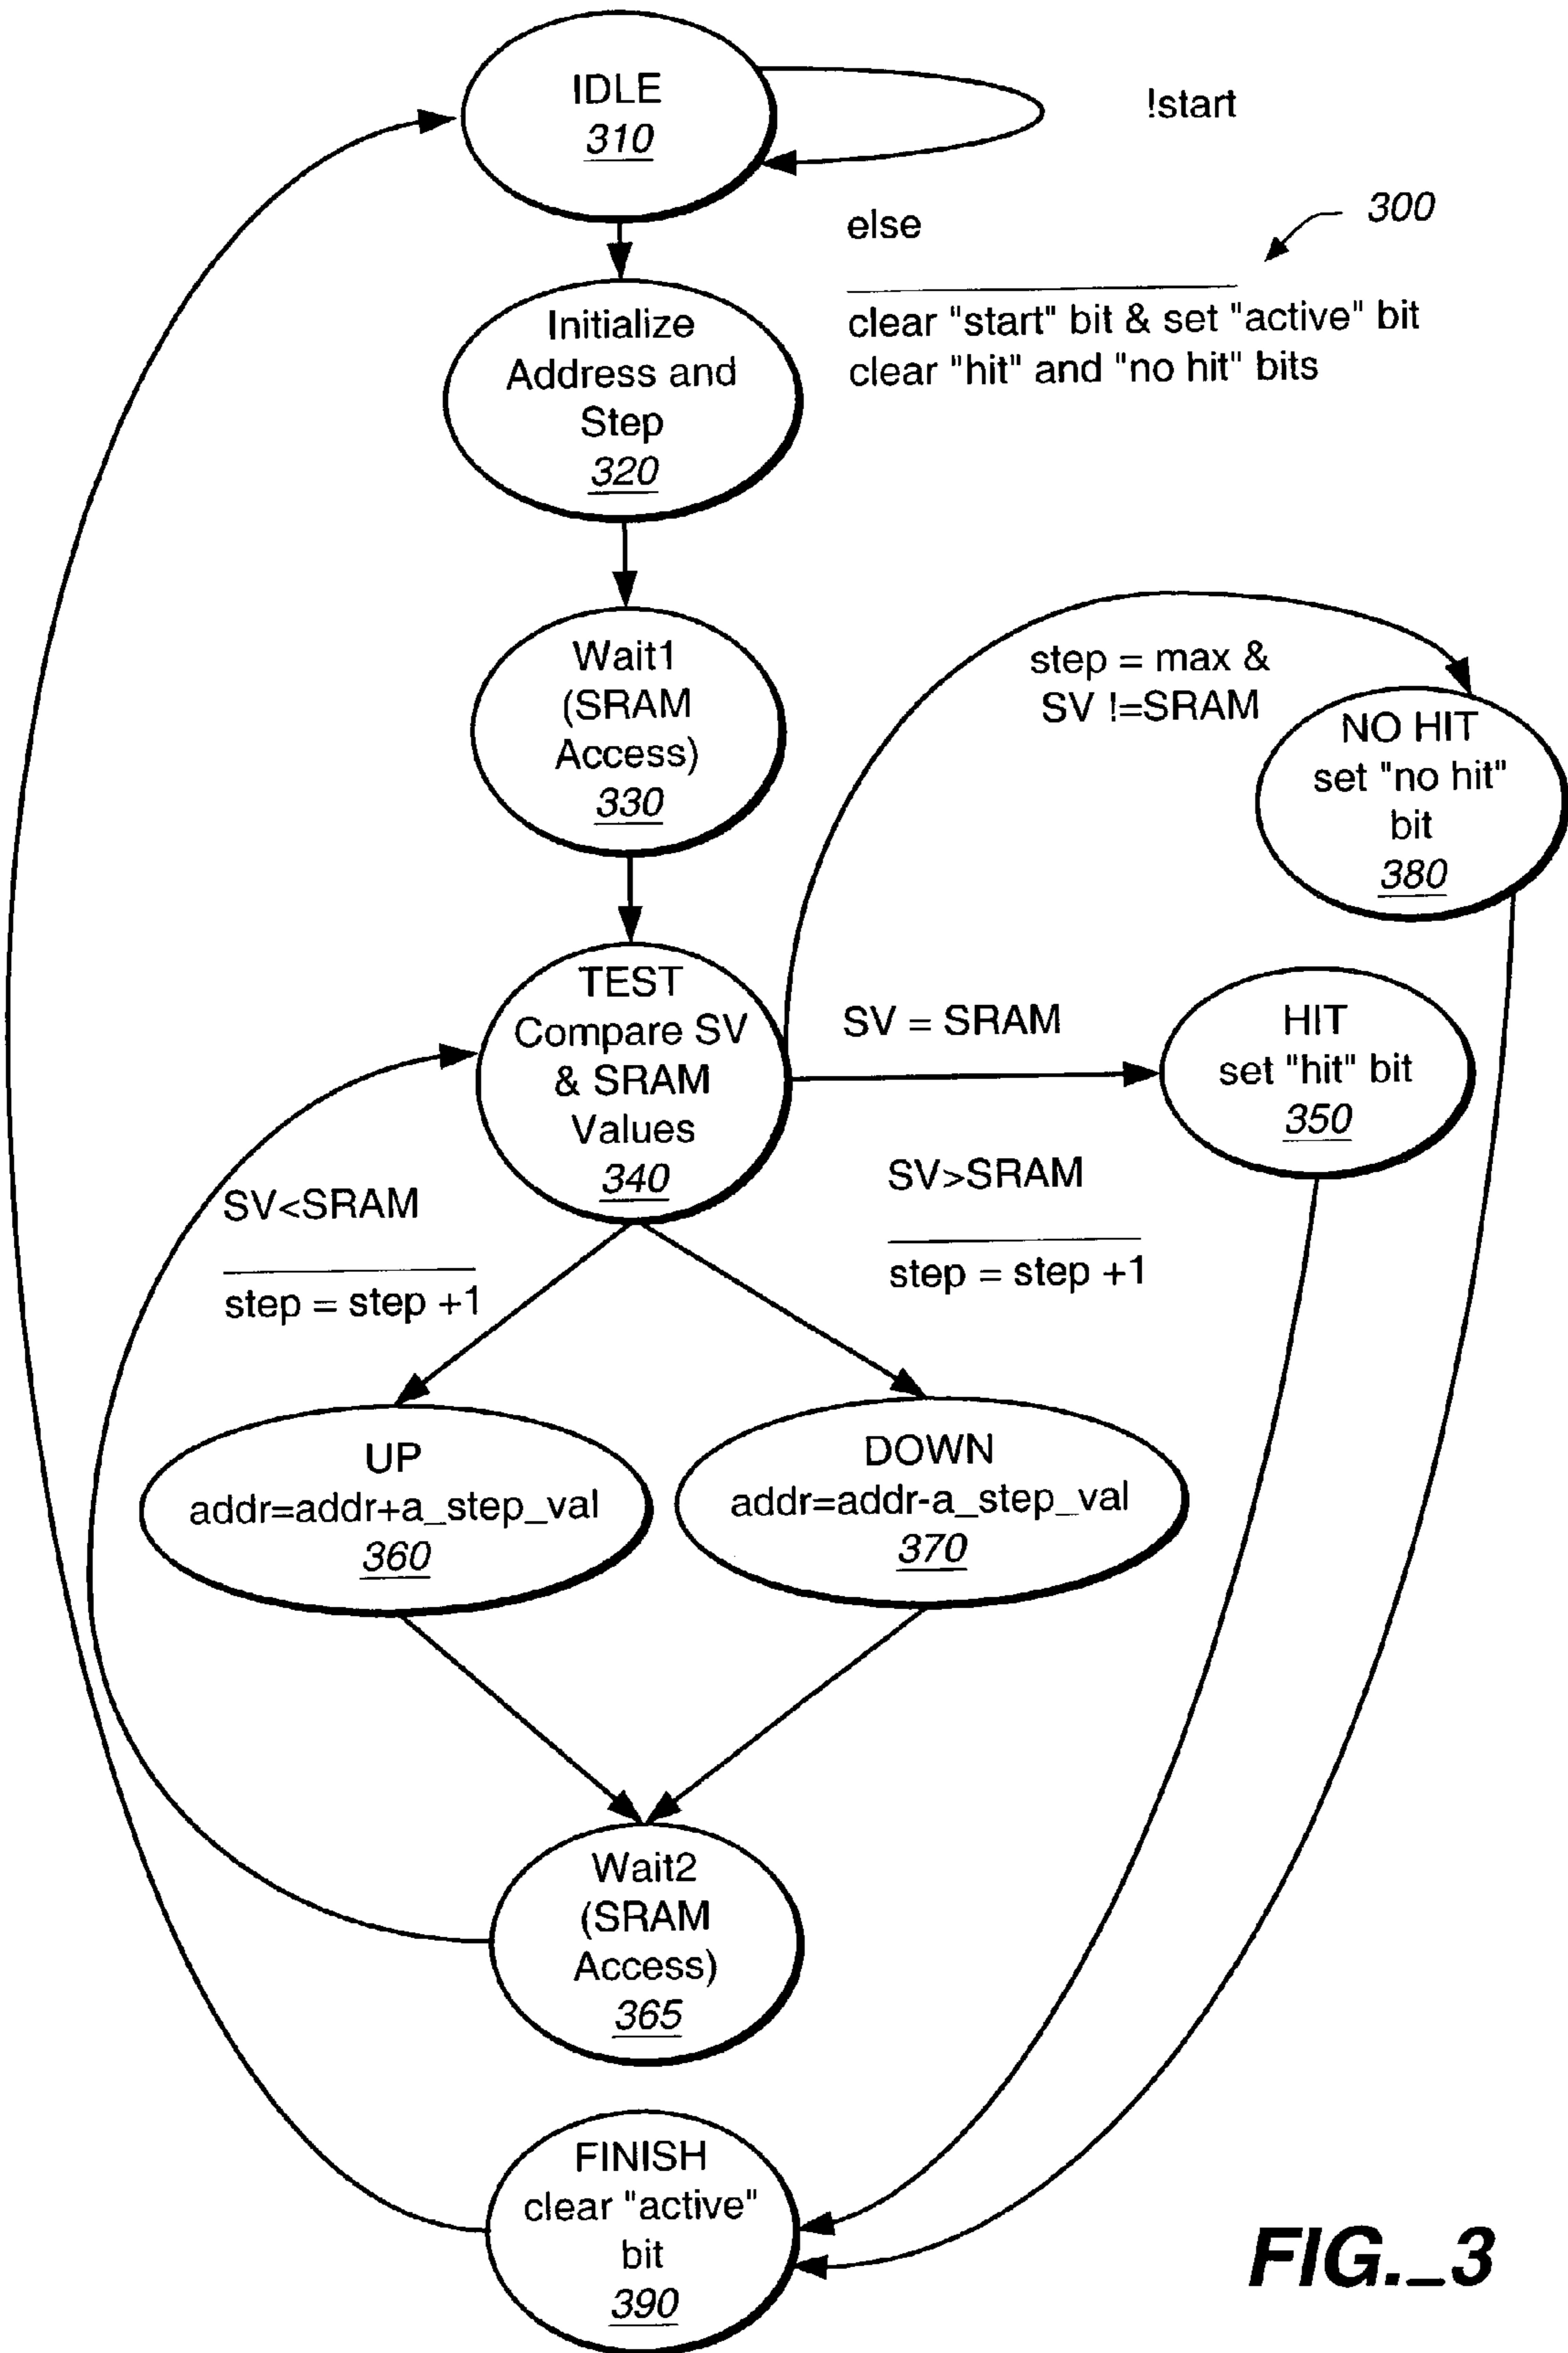 IDLE
310
!start
else
300
clear "start" bit & set "active" bit
clear "hit" and "no hit" bits
Initialize
Address and
Step
320
Wait1
(SRAM
Access)
330
step = max &
SV !=SRAM
NO HIT
set "no hit"
bit
380
TEST
Compare SV
& SRAM
Values
340
SV = SRAM
HIT
set "hit" bit
350
SV<SRAM
step = step +1
SV>SRAM
step = step +1
UP
addr=addr+a_step_val
360
DOWN
addr=addr-a_step_val
370
Wait2
(SRAM
Access)
365
FINISH
clear "active"
bit
390
FIG._3